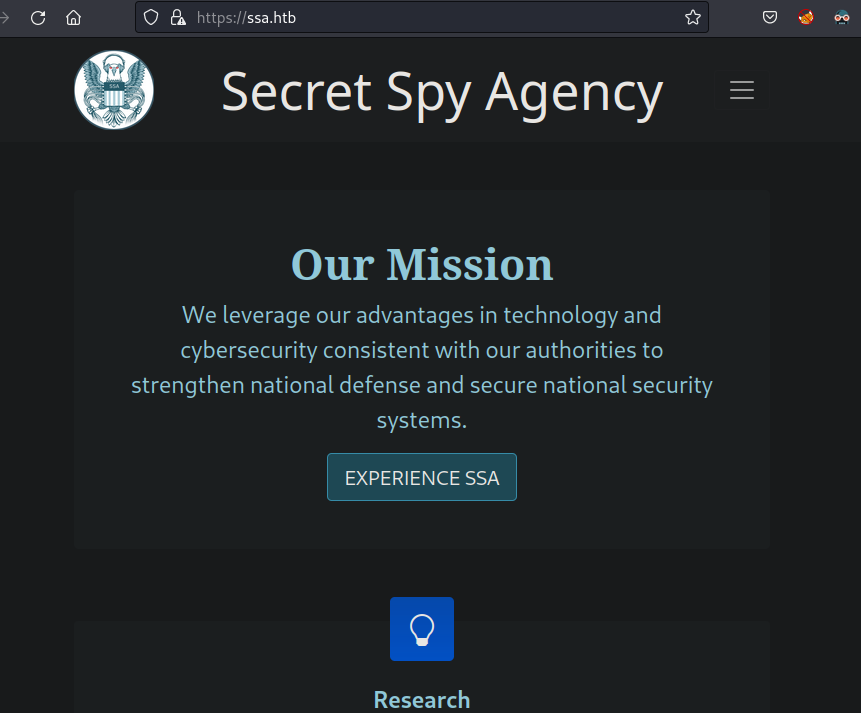 https://ssa.htb
Secret Spy Agency
SSA
Our Mission
We leverage our advantages in technology and
cybersecurity consistent with our authorities to
strengthen national defense and secure national security
systems.
EXPERIENCE SSA
Research